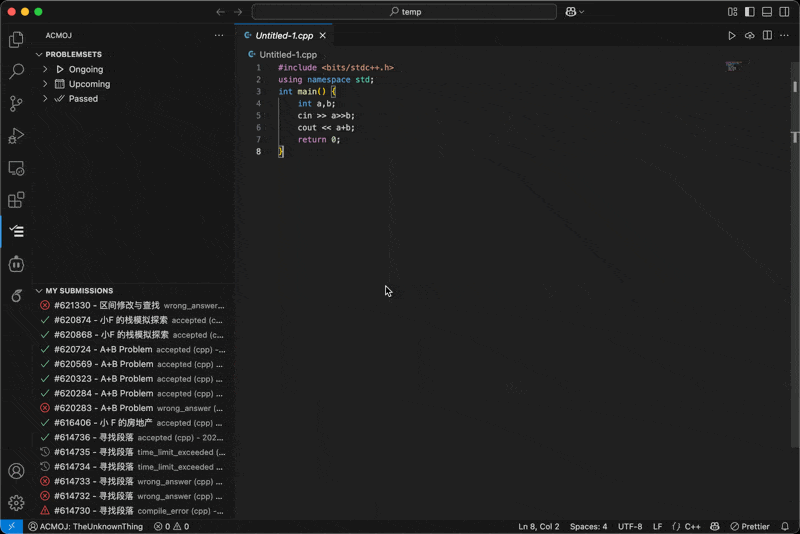 temp
ACMOJ
PROBLEMSETS
Ongoing
Upcoming
Passed
MY SUBMISSIONS
#621330 - 区间修改与查找 wrong_answer...
#620874 - 小F 的栈模拟探索 accepted (c...
#620868 - 小F 的栈模拟探索 accepted (c...
#620724 - A+B Problem accepted (cpp) -...
#620569 - A+B Problem accepted (cpp) ...
#620323 - A+B Problem accepted (cpp) ...
#620284 - A+B Problem accepted (cpp) ...
#620283 - A+B Problem wrong_answer (...
#616406 - 小 F 的房地产 accepted (cpp) ...
#614736 - 寻找段落 accepted (cpp) - 202...
#614735 - 寻找段落 time_limit_exceeded (...
#614734 - 寻找段落 time_limit_exceeded ...
#614733 - 寻找段落 wrong_answer (cpp) ...
#614732 - 寻找段落 wrong_answer (cpp) ...
#614730 - 寻找段落 compile_error (cpp) -...
Untitled-1.cpp
Untitled-1.cpp
1 #include <bits/stdc++.h>
2 using namespace std;
3 int main() {
4 int a,b;
5 cin >> a>>b;
6 cout << a+b;
7 return 0;
8 }
ACMOJ: TheUnknownThing 0 0 Ln 8, Col 2 Spaces: 4 UTF-8 LF {} C++ Prettier